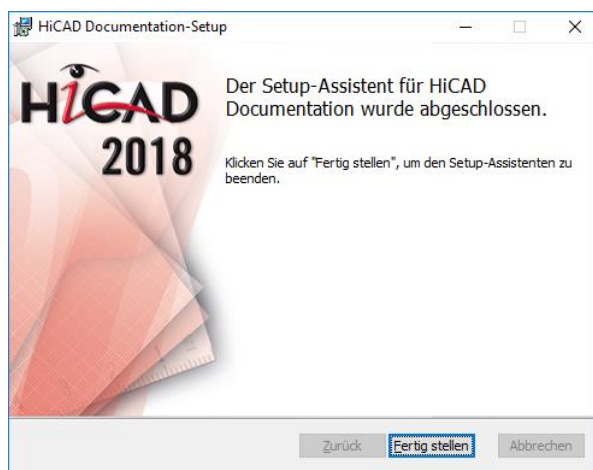 HiCAD Documentation-Setup
HiCAD
2018
Der Setup-Assistent für HiCAD
Documentation wurde abgeschlossen.
Klicken Sie auf "Fertig stellen", um den Setup-Assistenten zu
beenden.
Zurück Fertig stellen Abbrechen